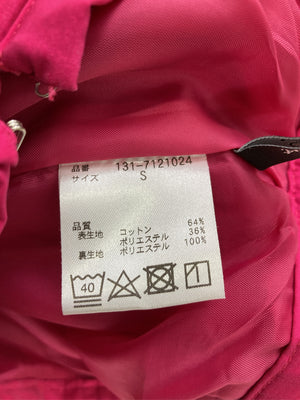 品番 131-7121024
サイズ S
品質
表生地 コットン 64%
ポリエステル 36%
裏生地 ポリエステル 100%
40